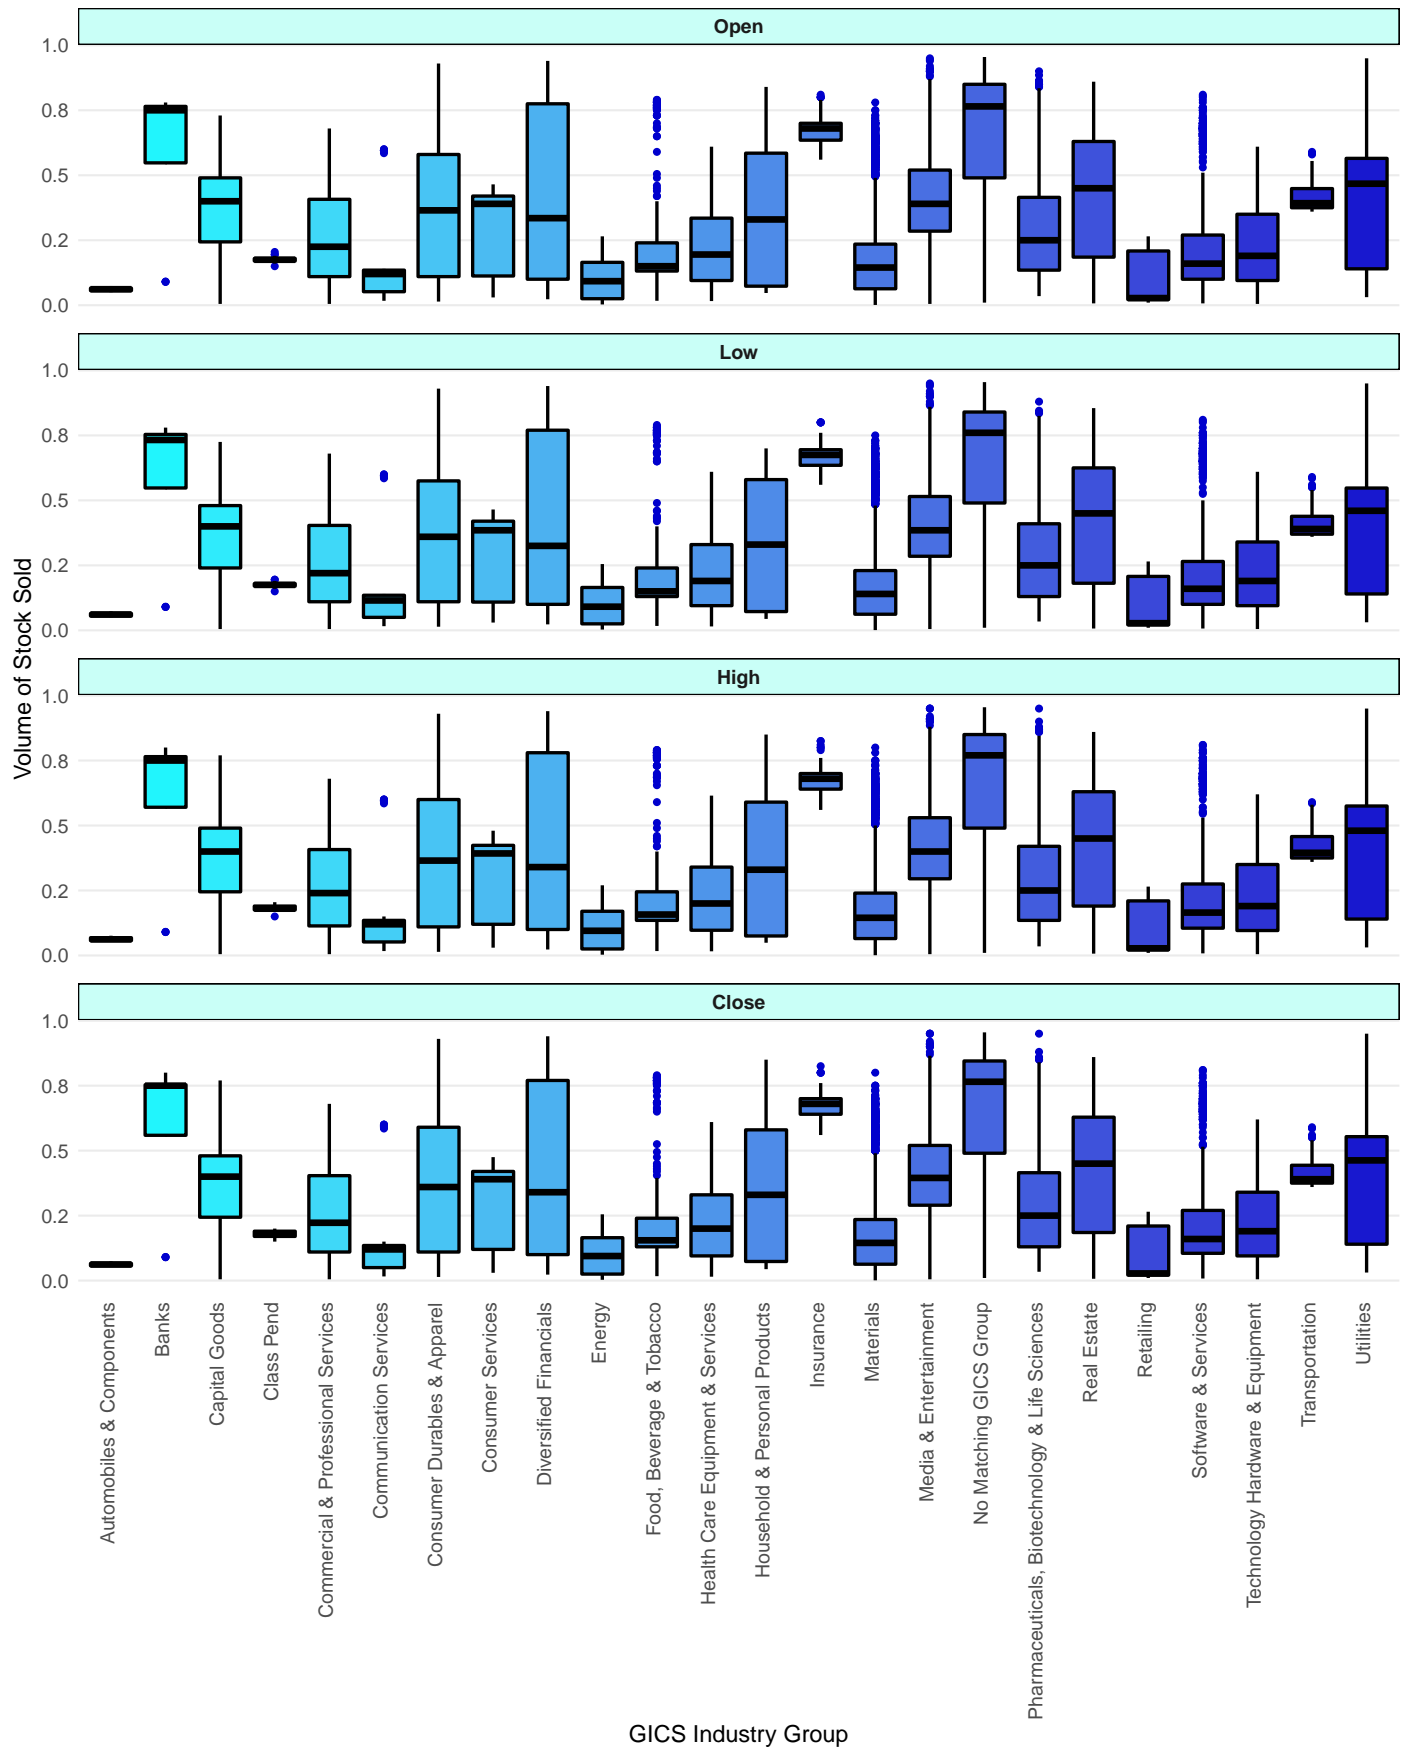 Open
1.0
0.8
0.5
0.2
0.0
Low
1.0
0.8
0.5
0.2
0.0
Volume of Stock Sold
High
1.0
0.8
0.5
0.2
0.0
Close
1.0
0.8
0.5
0.2
0.0
Automobiles & Components
Banks
Capital Goods
Class Pend
Commercial & Professional Services
Communication Services
Consumer Durables & Apparel
Consumer Services
Diversified Financials
Energy
Food, Beverage & Tobacco
Health Care Equipment & Services
Household & Personal Products
Insurance
Materials
Media & Entertainment
No Matching GICS Group
Pharmaceuticals, Biotechnology & Life Sciences
Real Estate
Retailing
Software & Services
Technology Hardware & Equipment
Transportation
Utilities
GICS Industry Group